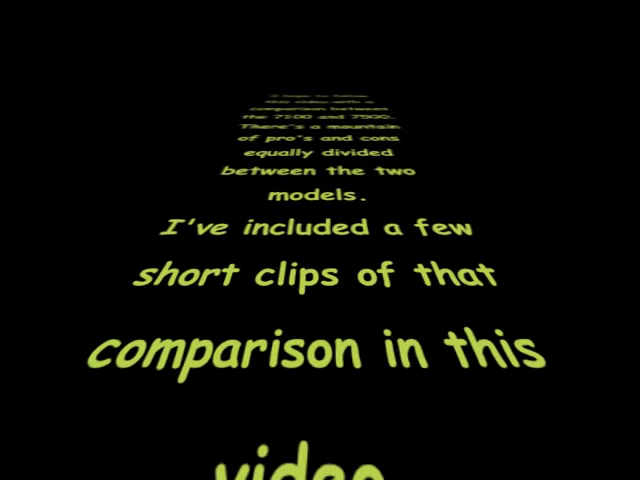 I hope to follow
this video with a
comparison between
the 7100 and 7500.
There's a mountain
of pro's and cons
equally divided
between the two
models.
I've included a few
short clips of that
comparison in this
video